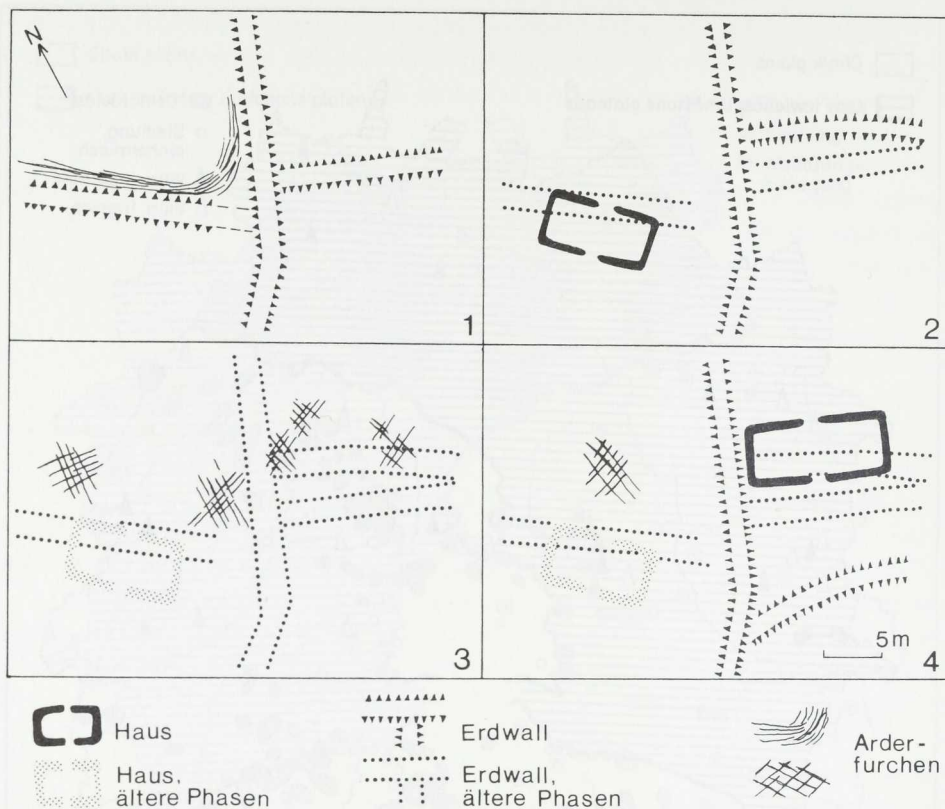 N
1
2
3
4
5m
Haus
Haus,
ältere Phasen
Erdwall
Erdwall,
ältere Phasen
Arder-
furchen